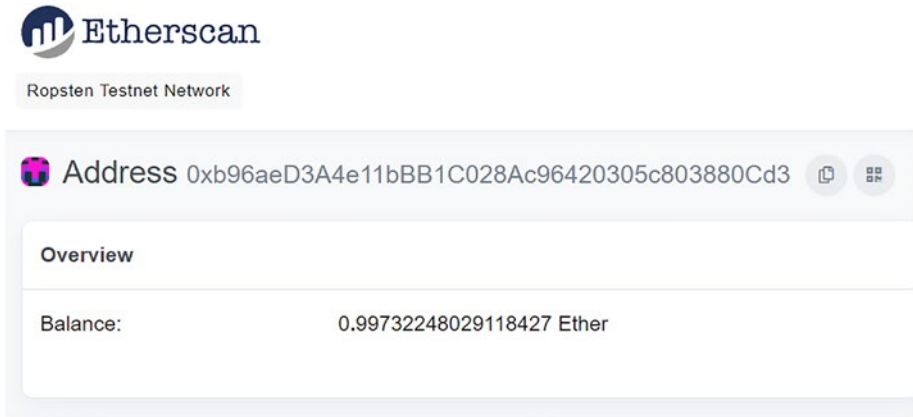 Etherscan
Ropsten Testnet Network
Address 0xb96aeD3A4e11bBB1C028Ac96420305c803880Cd3
Overview
Balance: 0.99732248029118427 Ether